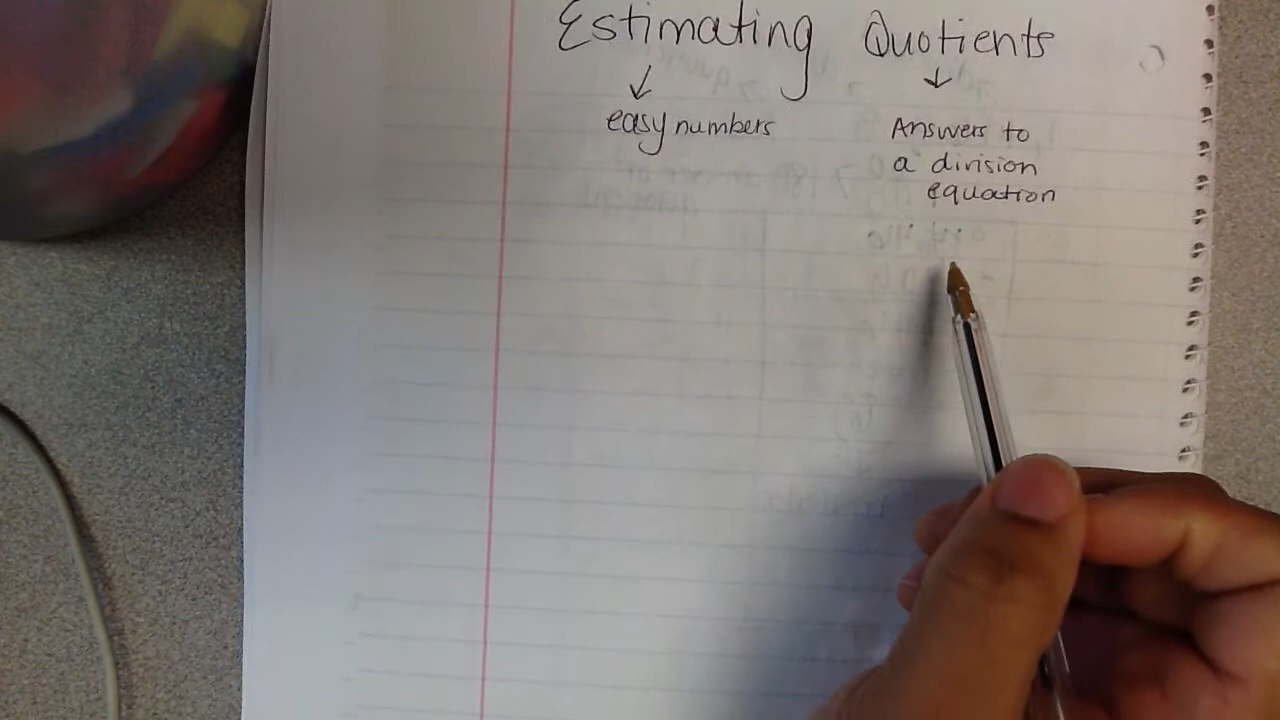 Estimating Quotients
↓ ↓
easy numbers
Answers to
a division
equation